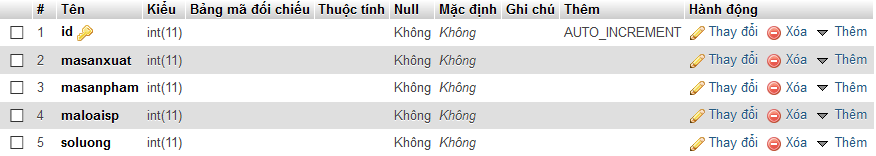 # Tên Kiểu Bảng mã đối chiếu Thuộc tính Null Mặc định Ghi chú Thêm Hành động
1 id int(11) Không Không AUTO_INCREMENT Thay đổi Xóa Thêm
2 masanxuat int(11) Không Không Thay đổi Xóa Thêm
3 masanpham int(11) Không Không Thay đổi Xóa Thêm
4 maloaisp int(11) Không Không Thay đổi Xóa Thêm
5 soluong int(11) Không Không Thay đổi Xóa Thêm